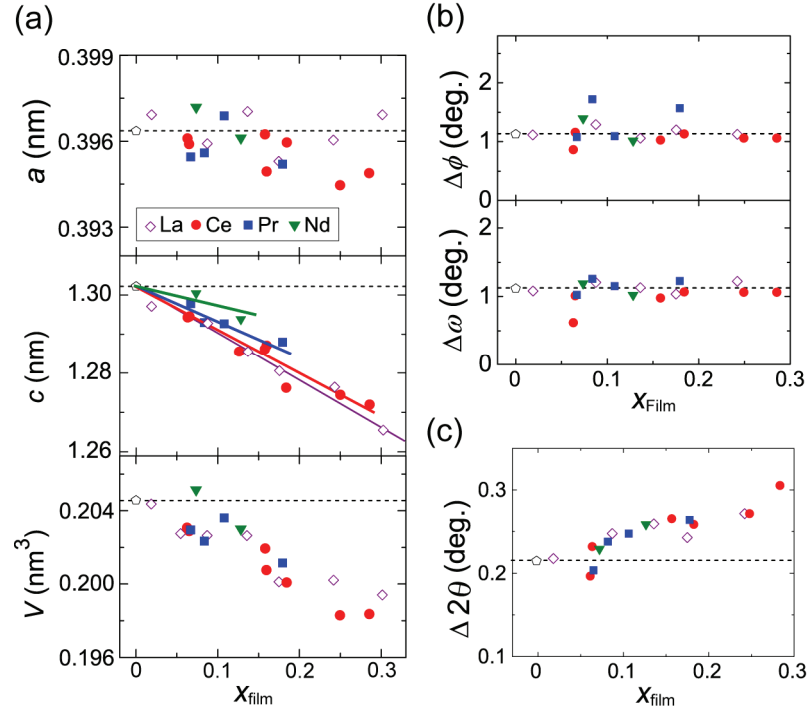 (a)
0.399
0.396
0.393
a (nm)
La Ce Pr Nd
1.30
1.28
1.26
c (nm)
0.204
0.200
0.196
V (nm³)
0 0.1 0.2 0.3
xfilm
(b)
2
1
0
Δϕ (deg.)
2
1
0
Δω (deg.)
0 0.1 0.2 0.3
xFilm
(c)
0.3
0.2
0.1
Δ 2θ (deg.)
0 0.1 0.2 0.3
xfilm